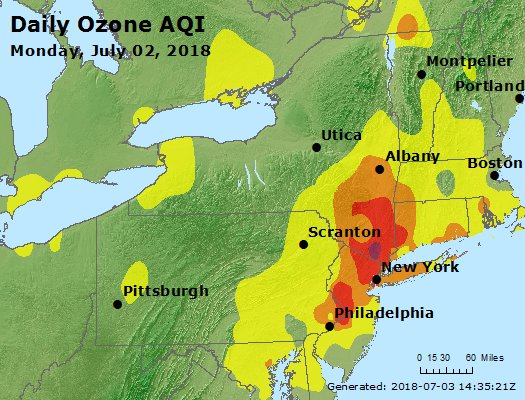 Daily Ozone AQI
Monday, July 02, 2018
Montpelier
Portland
Utica
Albany
Boston
Scranton
New York
Pittsburgh
Philadelphia
0 15 30 60 Miles
Generated: 2018-07-03 14:35:21Z